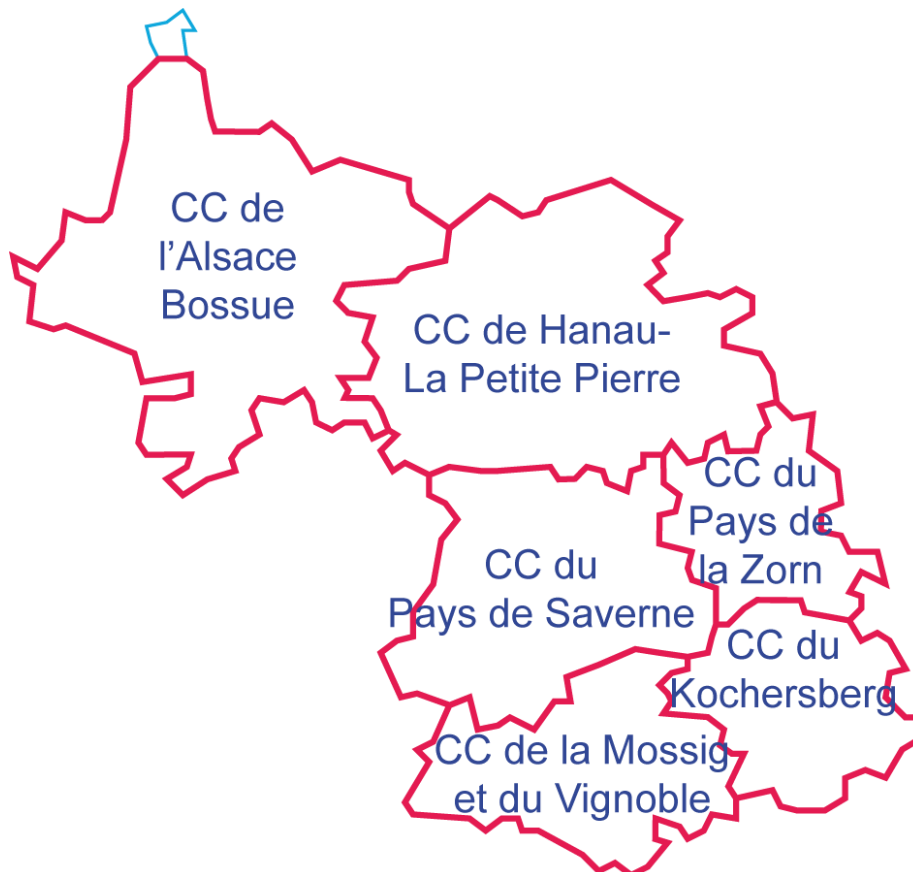 CC de
l’Alsace
Bossue
CC de Hanau-
La Petite Pierre
CC du
Pays de
la Zorn
CC du
Pays de Saverne
CC du
Kochersberg
CC de la Mossig
et du Vignoble